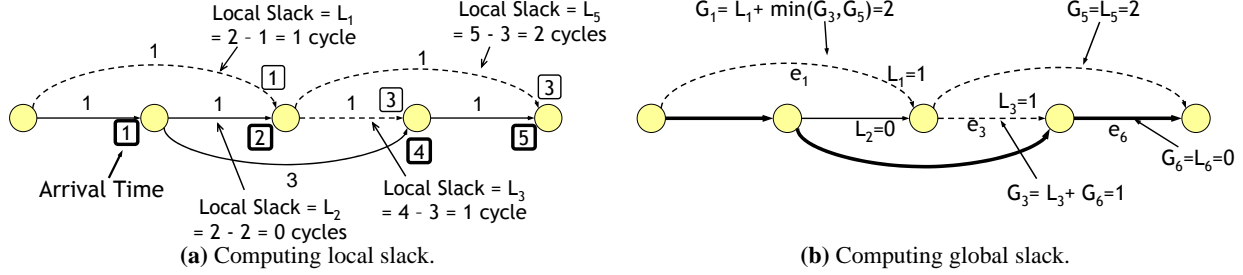 Local Slack = L1
= 2 - 1 = 1 cycle
Local Slack = L5
= 5 - 3 = 2 cycles
1
1
1
3
1
1
1
3
1
1
2
4
5
3
Arrival Time
Local Slack = L2
= 2 - 2 = 0 cycles
Local Slack = L3
= 4 - 3 = 1 cycle
(a) Computing local slack.
G1= L1+ min(G3,G5)=2
G5=L5=2
e1
L1=1
L3=1
L2=0
e3
e6
G6=L6=0
G3= L3+ G6=1
(b) Computing global slack.